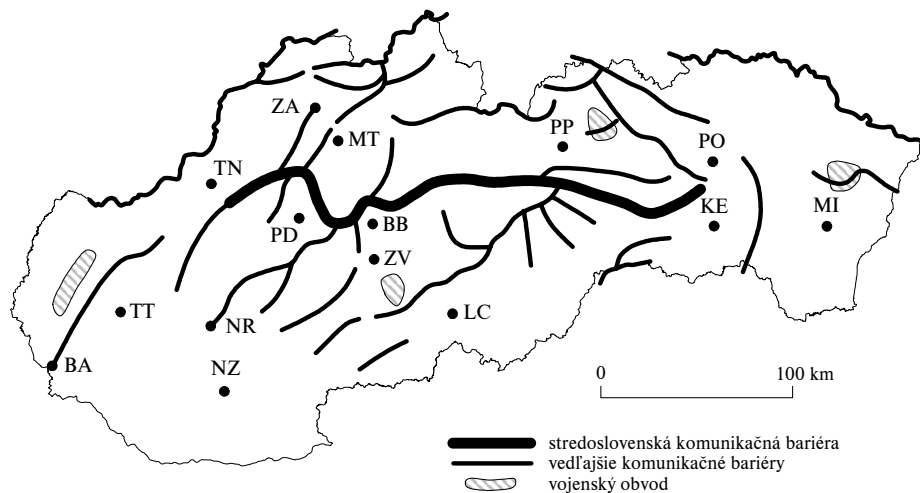 ZA
MT
PP
PO
TN
KE
MI
PD
BB
ZV
TT
NR
LC
BA
NZ
0 100 km
stredoslovenská komunikačná bariéra
vedľajšie komunikačné bariéry
vojenský obvod